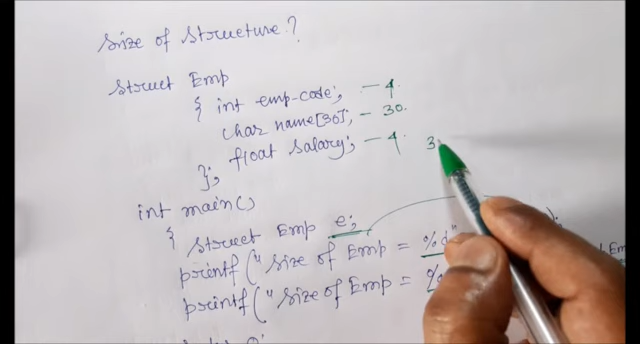 Size of Structure?
Struct Emp
{ int emp-code; - 4.
char name[30]; - 30.
float salary; - 4. 3
};
int main()
{ Struct Emp e;
printf(" Size of Emp = %d" );
printf(" Size of Emp = %